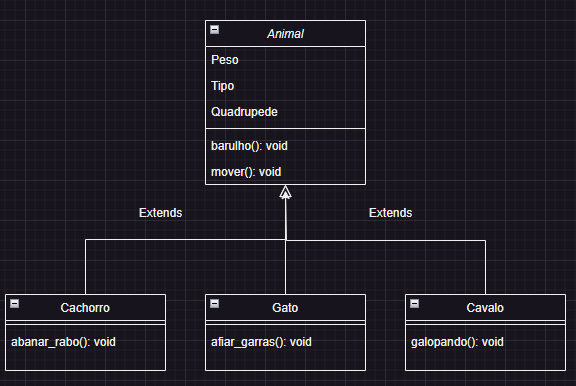 Animal
Peso
Tipo
Quadrupede
barulho(): void
mover(): void
Extends
Extends
Cachorro
abanar_rabo(): void
Gato
afiar_garras(): void
Cavalo
galopando(): void